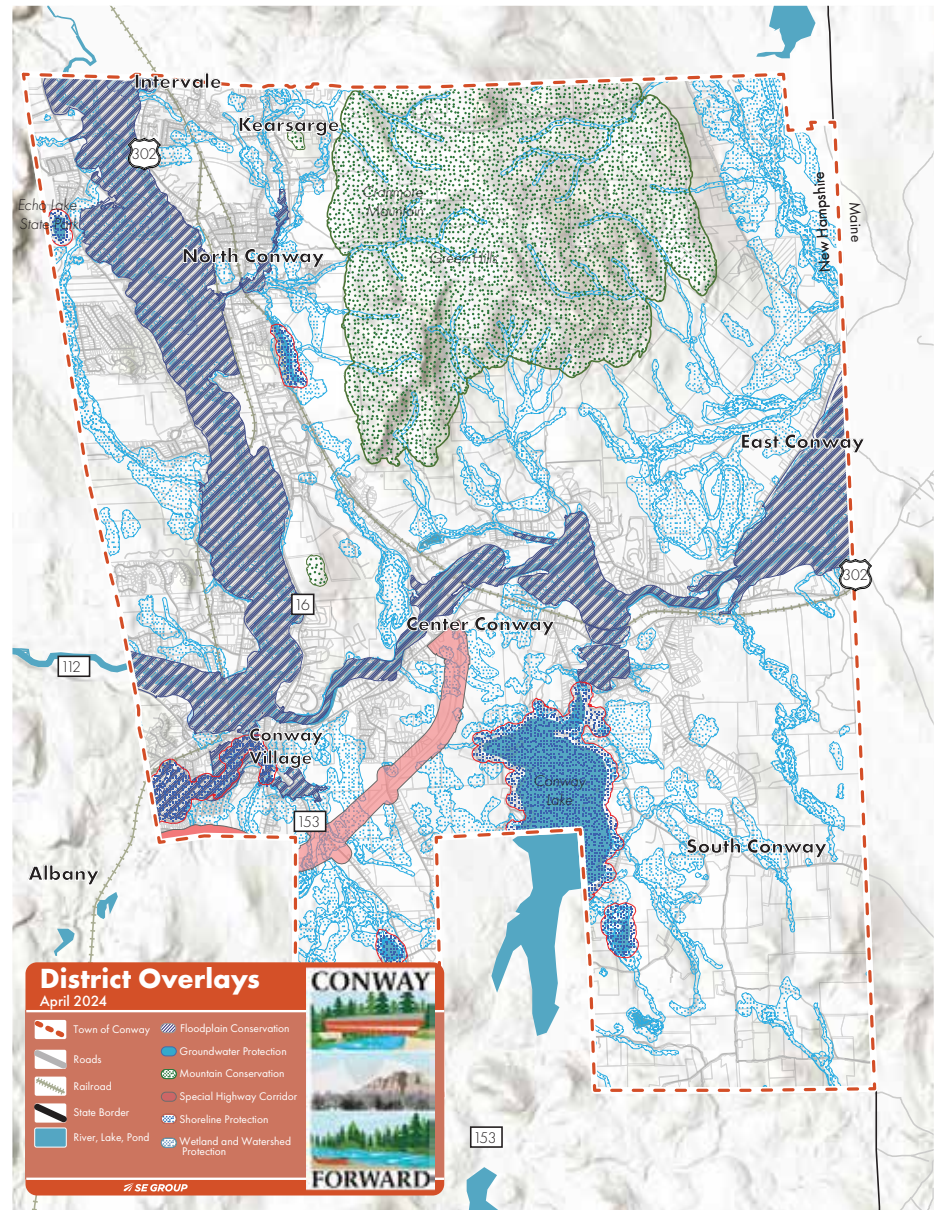 Intervale
Kearsarge
302
Echo Lake
State Park
New Hampshire
Maine
North Conway
Green Hills
East Conway
302
16
Center Conway
112
Conway
Village
Conway
Lake
153
South Conway
Albany
District Overlays
April 2024
Town of Conway
Roads
Railroad
State Border
River, Lake, Pond
Floodplain Conservation
Groundwater Protection
Mountain Conservation
Special Highway Corridor
Shoreline Protection
Wetland and Watershed
Protection
CONWAY
FORWARD
SE GROUP
153